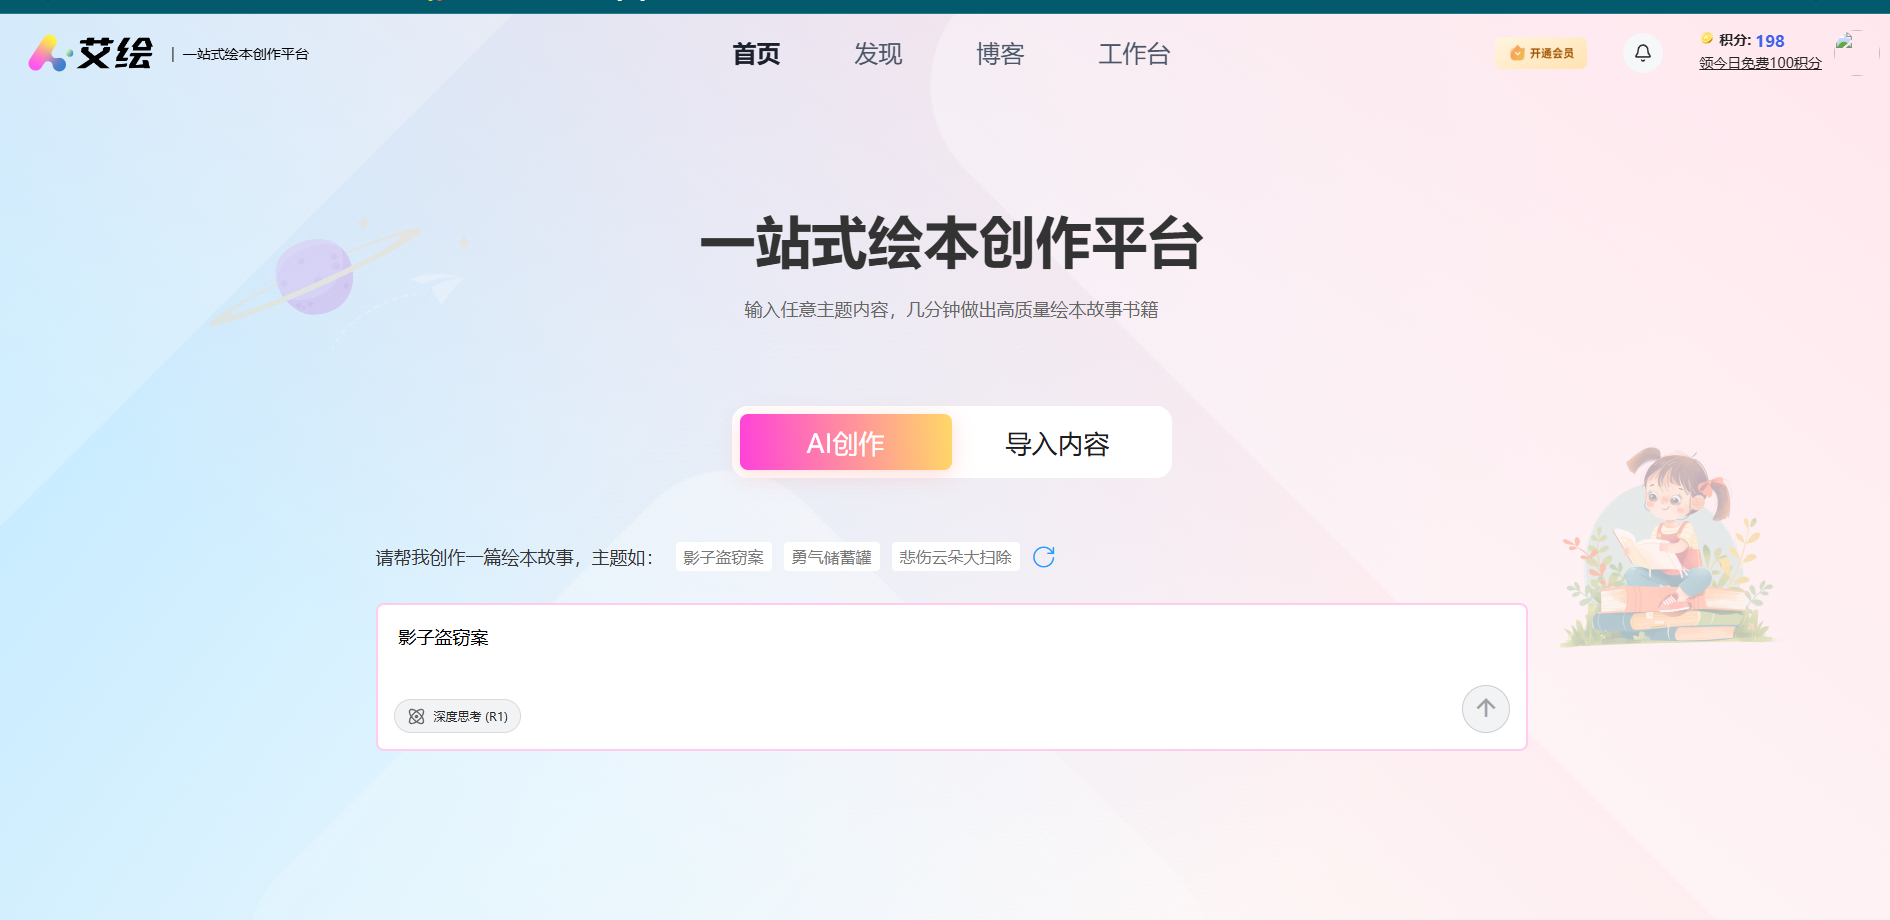 艾绘 | 一站式绘本创作平台
首页 发现 博客 工作台
开通会员
积分: 198
领今日免费100积分
一站式绘本创作平台
输入任意主题内容，几分钟做出高质量绘本故事书籍
AI创作 导入内容
请帮我创作一篇绘本故事，主题如： 影子盗窃案 勇气储蓄罐 悲伤云朵大扫除
影子盗窃案
深度思考 (R1)